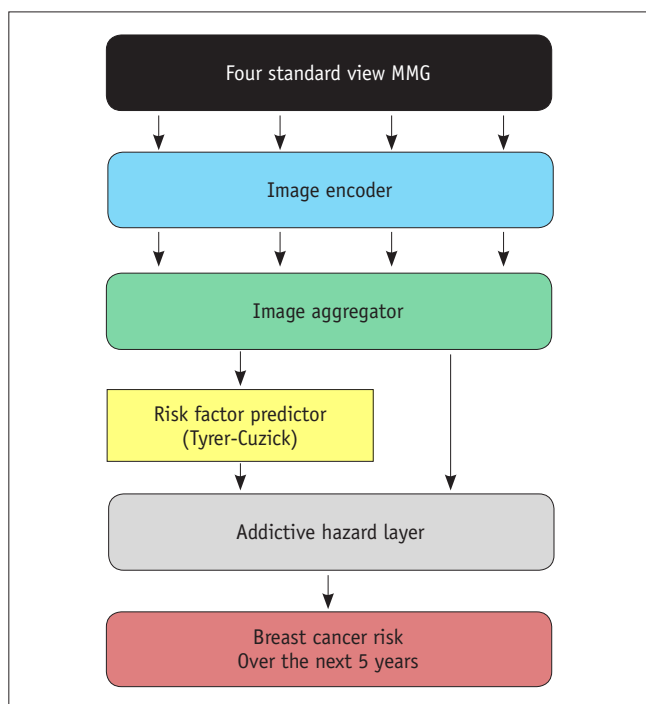 Four standard view MMG
Image encoder
Image aggregator
Risk factor predictor
(Tyrer-Cuzick)
Addictive hazard layer
Breast cancer risk
Over the next 5 years